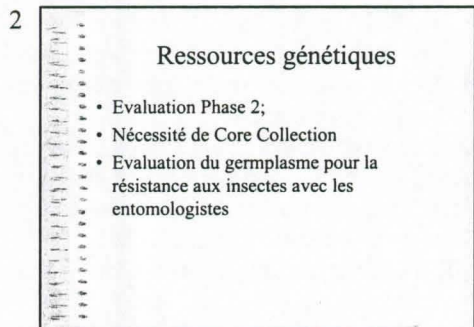 2
Ressources génétiques
• Evaluation Phase 2;
• Nécessité de Core Collection
• Evaluation du germplasme pour la
résistance aux insectes avec les
entomologistes